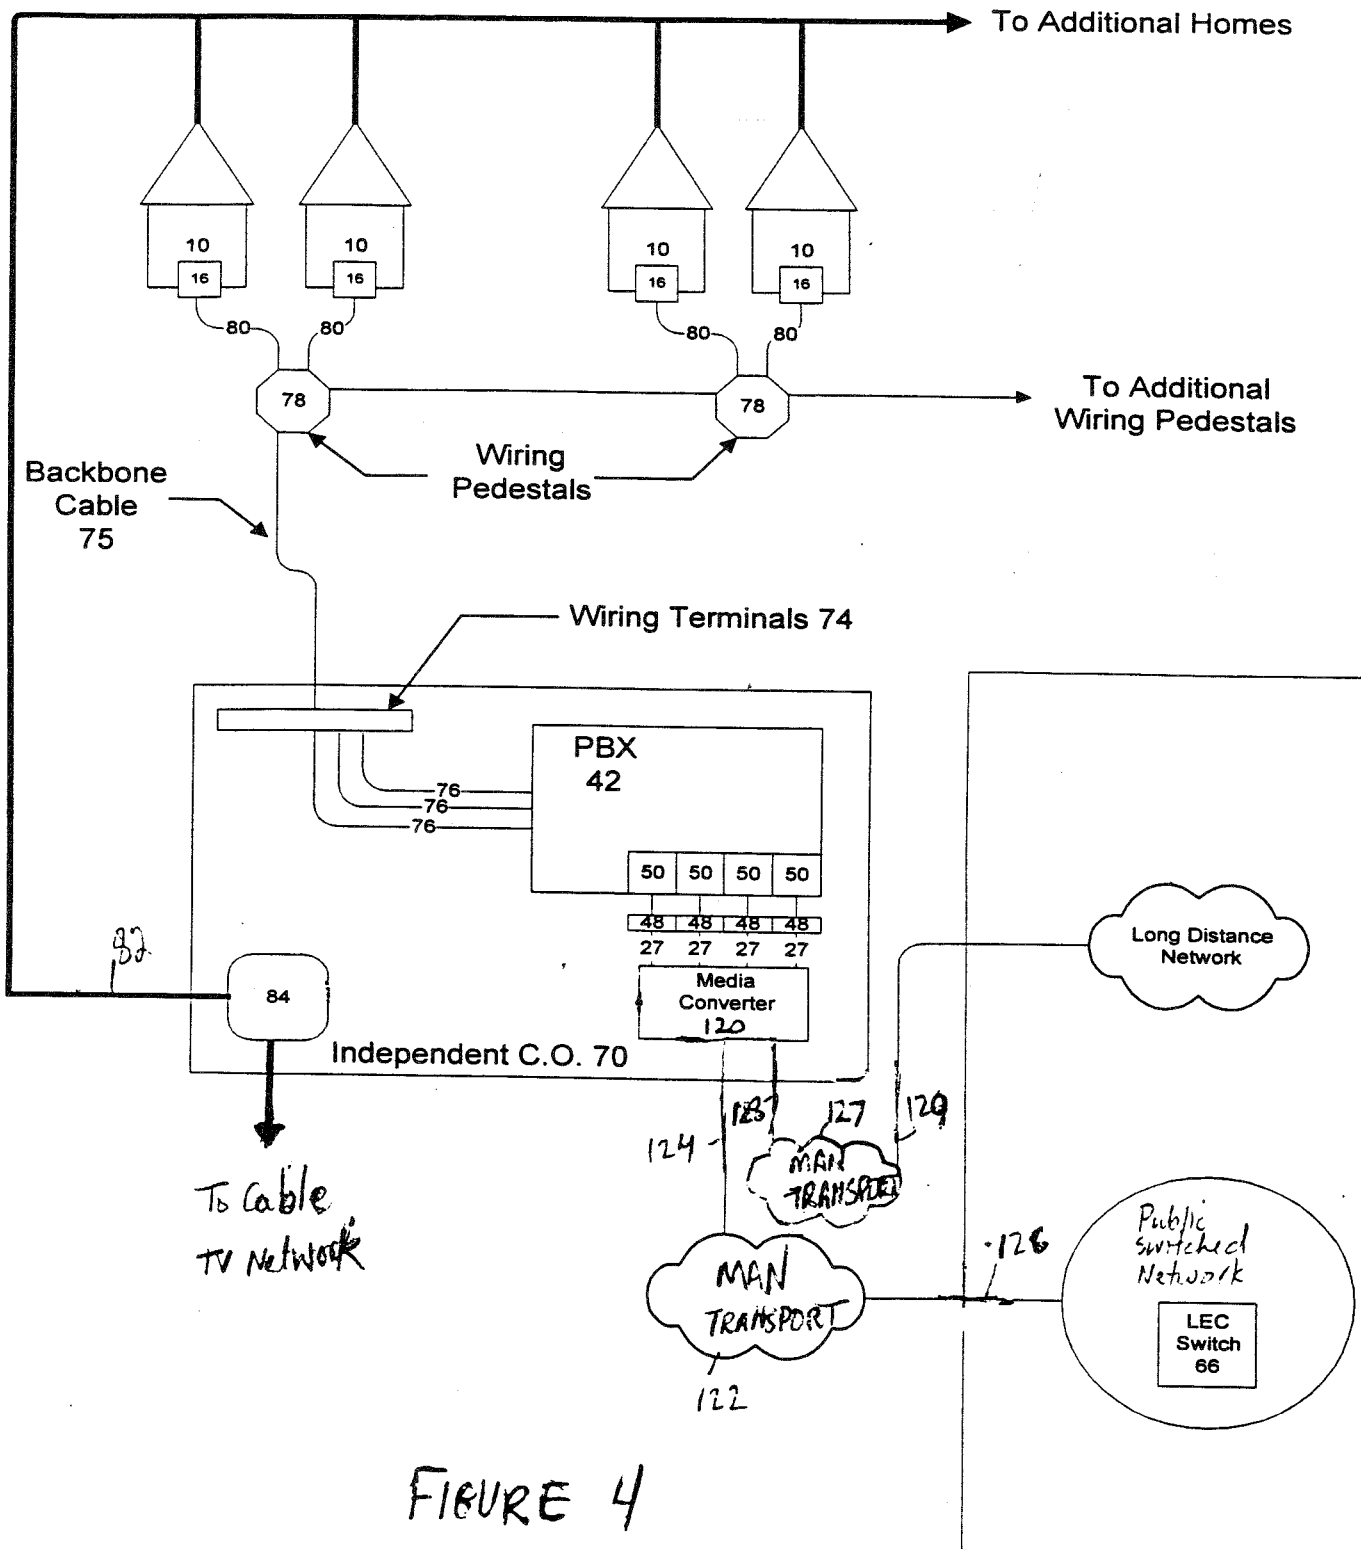 To Additional Homes
10 10 10 10
16 16 16 16
80 80 80 80
78 78
To Additional
Wiring Pedestals
Wiring
Pedestals
Backbone
Cable
75
Wiring Terminals 74
PBX
42
76
76
76
50 50 50 50
48 48 48 48
27 27 27 27
Media
Converter
120
82
84
Independent C.O. 70
Long Distance
Network
124
127
129
MAN
TRANSPORT
To Cable
TV Network
MAN
TRANSPORT
122
Public
Switched
Network
LEC
Switch
66
FIGURE 4